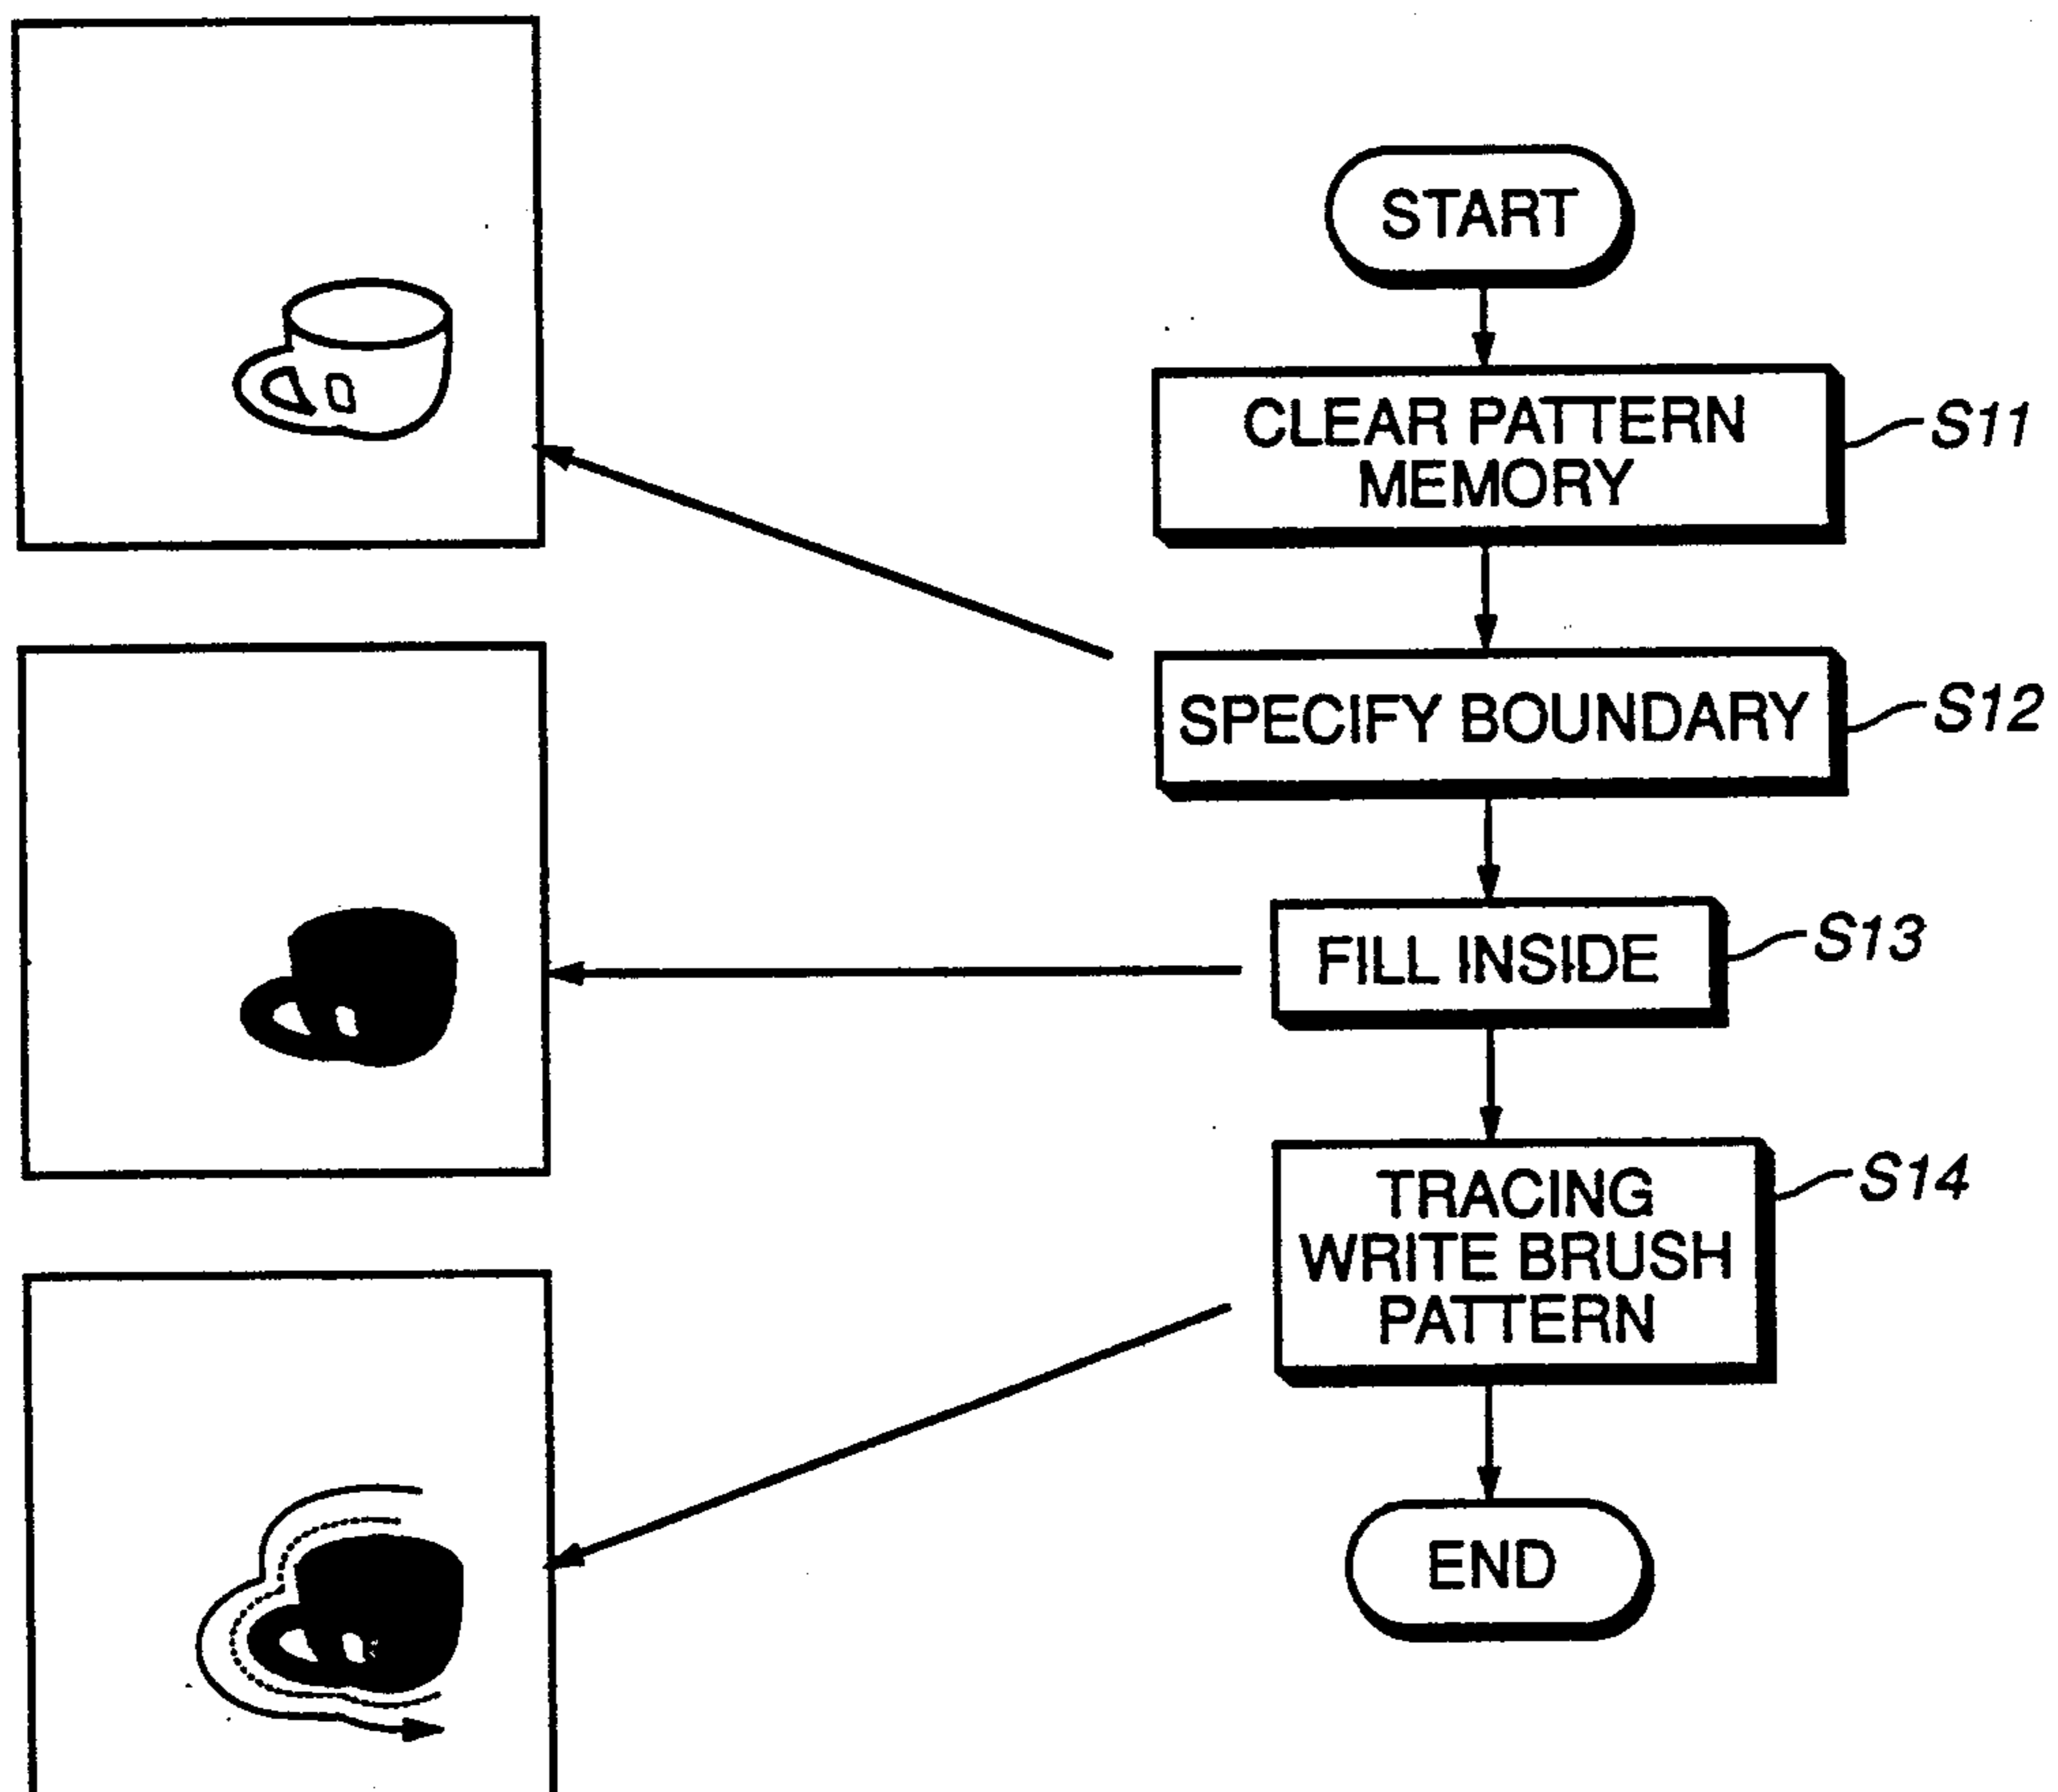 START
CLEAR PATTERN
MEMORY
S11
SPECIFY BOUNDARY
S12
FILL INSIDE
S13
TRACING
WRITE BRUSH
PATTERN
S14
END